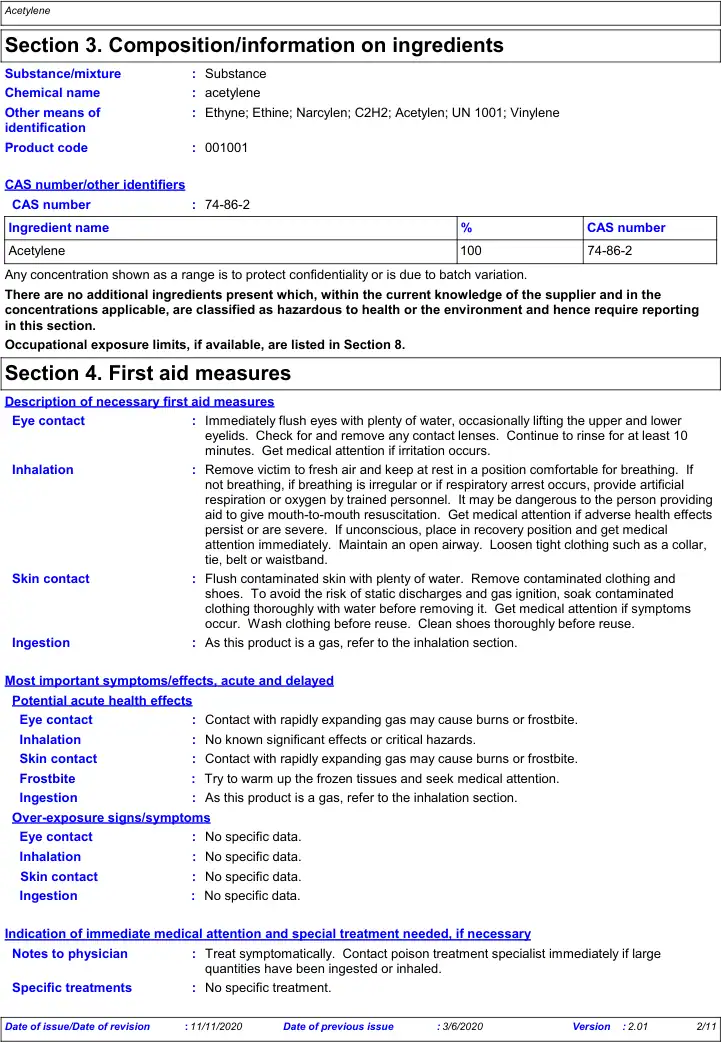 Acetylene
Section 3. Composition/information on ingredients
Substance/mixture : Substance
Chemical name : acetylene
Other means of : Ethyne; Ethine; Narcylen; C2H2; Acetylen; UN 1001; Vinylene
identification
Product code : 001001
CAS number/other identifiers
CAS number : 74-86-2
Ingredient name % CAS number
Acetylene 100 74-86-2
Any concentration shown as a range is to protect confidentiality or is due to batch variation.
There are no additional ingredients present which, within the current knowledge of the supplier and in the
concentrations applicable, are classified as hazardous to health or the environment and hence require reporting
in this section.
Occupational exposure limits, if available, are listed in Section 8.
Section 4. First aid measures
Description of necessary first aid measures
Eye contact : Immediately flush eyes with plenty of water, occasionally lifting the upper and lower
eyelids. Check for and remove any contact lenses. Continue to rinse for at least 10
minutes. Get medical attention if irritation occurs.
Inhalation : Remove victim to fresh air and keep at rest in a position comfortable for breathing. If
not breathing, if breathing is irregular or if respiratory arrest occurs, provide artificial
respiration or oxygen by trained personnel. It may be dangerous to the person providing
aid to give mouth-to-mouth resuscitation. Get medical attention if adverse health effects
persist or are severe. If unconscious, place in recovery position and get medical
attention immediately. Maintain an open airway. Loosen tight clothing such as a collar,
tie, belt or waistband.
Skin contact : Flush contaminated skin with plenty of water. Remove contaminated clothing and
shoes. To avoid the risk of static discharges and gas ignition, soak contaminated
clothing thoroughly with water before removing it. Get medical attention if symptoms
occur. Wash clothing before reuse. Clean shoes thoroughly before reuse.
Ingestion : As this product is a gas, refer to the inhalation section.
Most important symptoms/effects, acute and delayed
Potential acute health effects
Eye contact : Contact with rapidly expanding gas may cause burns or frostbite.
Inhalation : No known significant effects or critical hazards.
Skin contact : Contact with rapidly expanding gas may cause burns or frostbite.
Frostbite : Try to warm up the frozen tissues and seek medical attention.
Ingestion : As this product is a gas, refer to the inhalation section.
Over-exposure signs/symptoms
Eye contact : No specific data.
Inhalation : No specific data.
Skin contact : No specific data.
Ingestion : No specific data.
Indication of immediate medical attention and special treatment needed, if necessary
Notes to physician : Treat symptomatically. Contact poison treatment specialist immediately if large
quantities have been ingested or inhaled.
Specific treatments : No specific treatment.
Date of issue/Date of revision : 11/11/2020 Date of previous issue : 3/6/2020 Version : 2.01 2/11